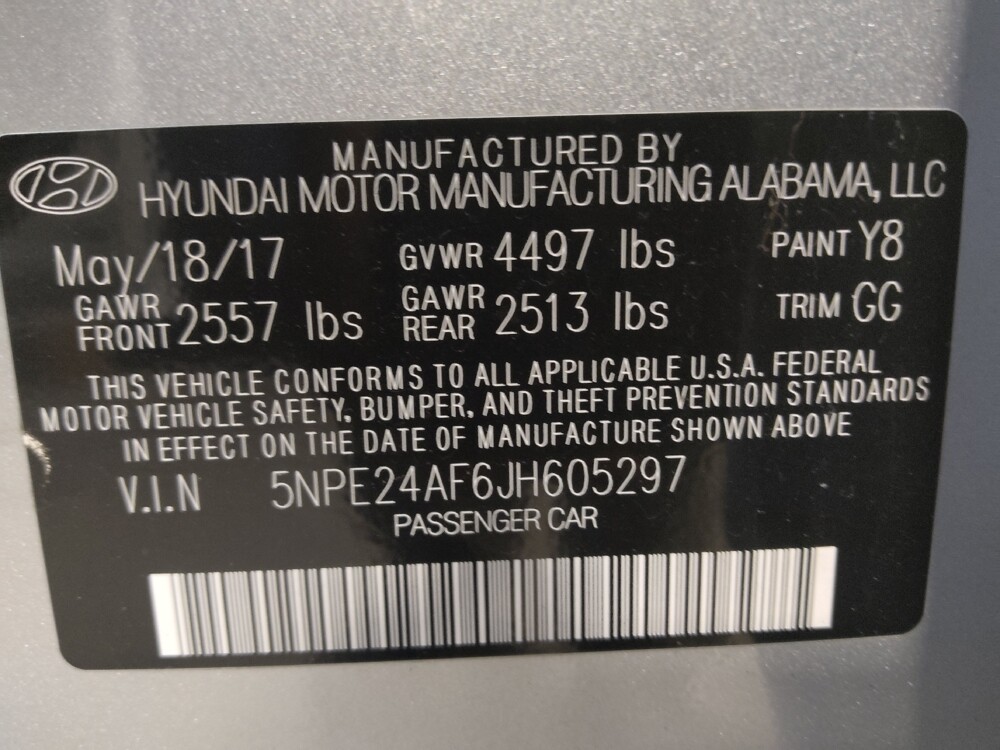 MANUFACTURED BY
HYUNDAI MOTOR MANUFACTURING ALABAMA, LLC
May/18/17 GVWR 4497 lbs PAINT Y8
GAWR FRONT 2557 lbs GAWR REAR 2513 lbs TRIM GG
THIS VEHICLE CONFORMS TO ALL APPLICABLE U.S.A. FEDERAL
MOTOR VEHICLE SAFETY, BUMPER, AND THEFT PREVENTION STANDARDS
IN EFFECT ON THE DATE OF MANUFACTURE SHOWN ABOVE
V.I.N 5NPE24AF6JH605297
PASSENGER CAR